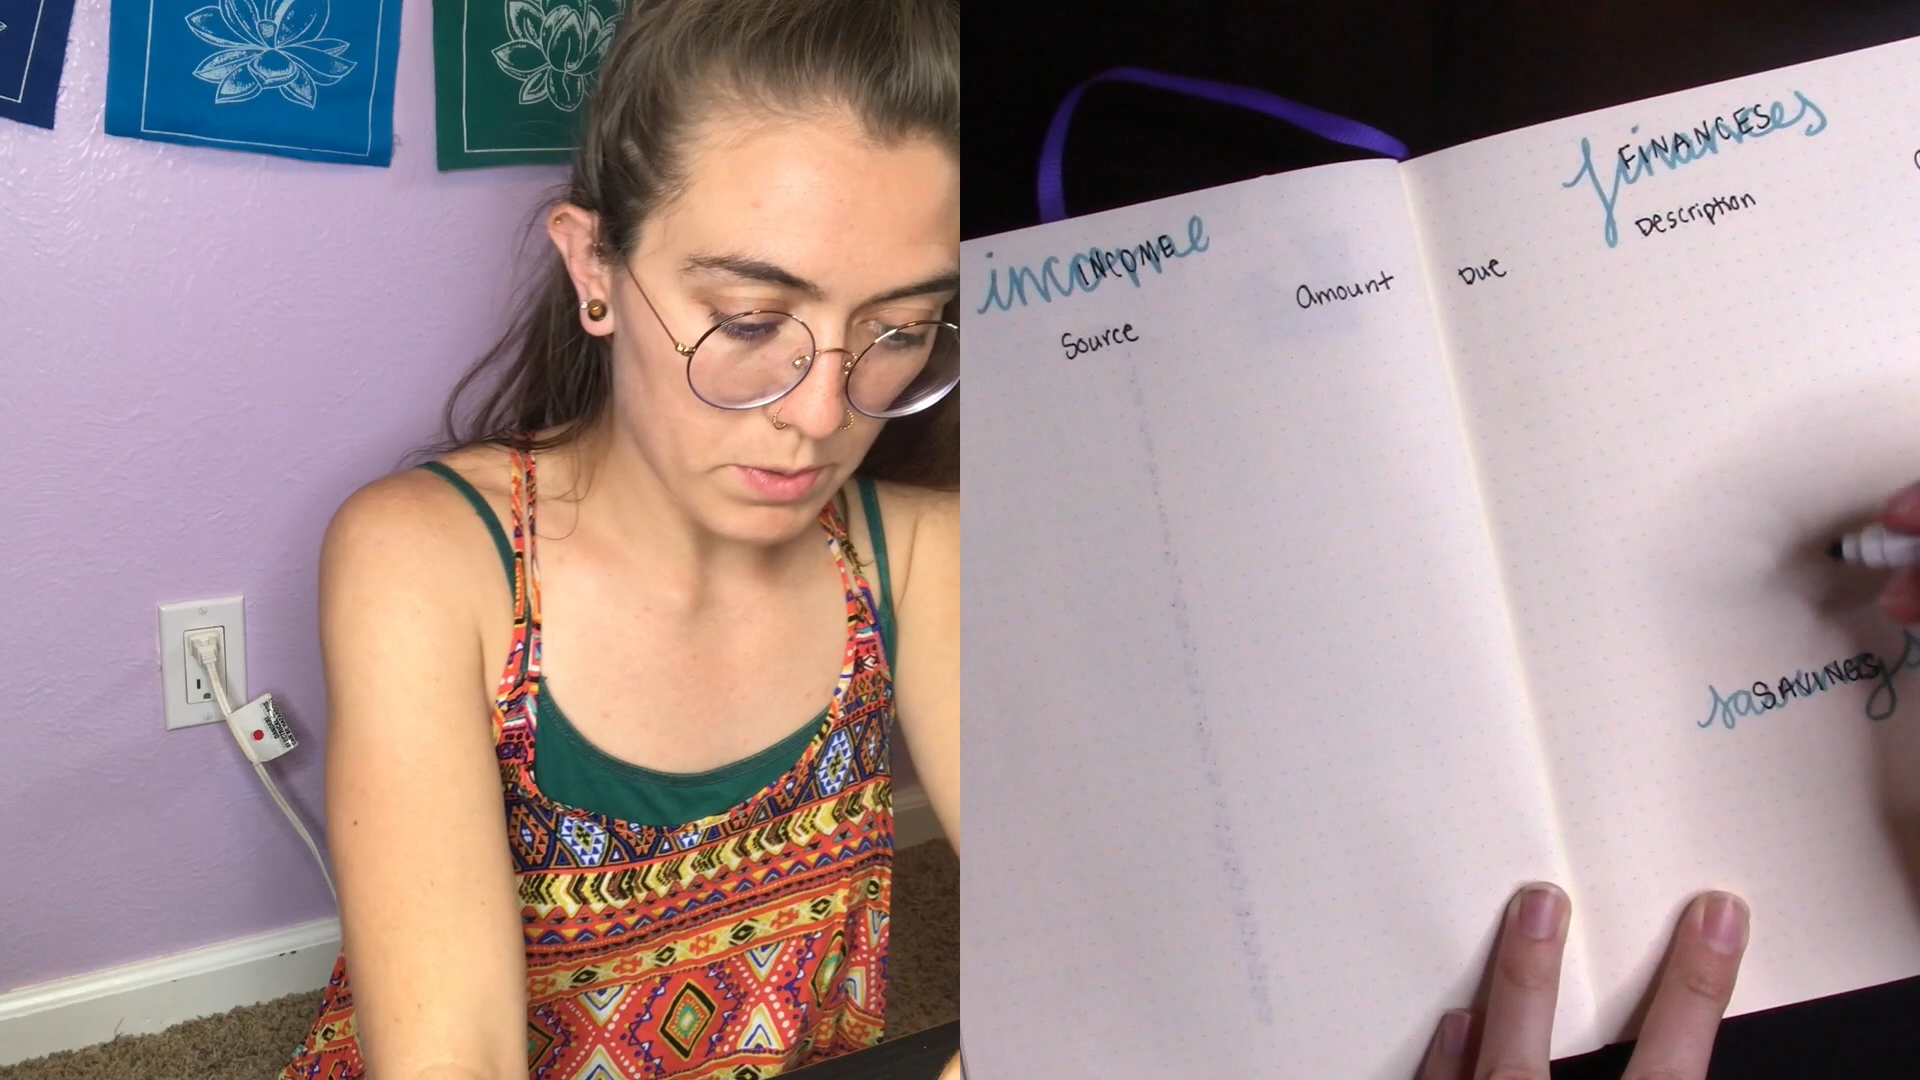 income
INCOME
Source
Amount
finances
FINANCES
Due
Description
savings
SAVINGS